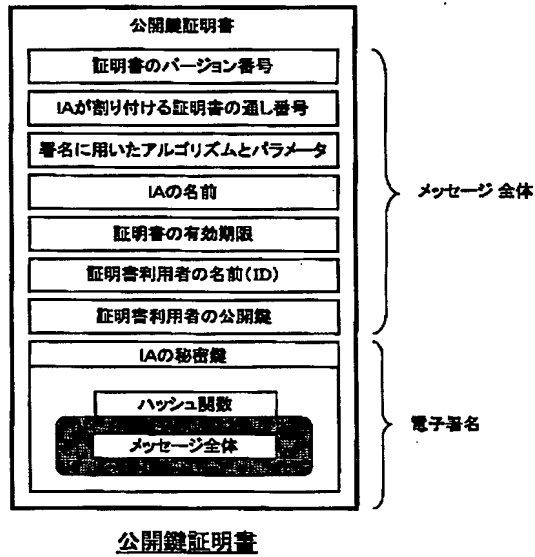 公開鍵証明書
証明書のバージョン番号
IAが割り付ける証明書の通し番号
署名に用いたアルゴリズムとパラメータ
IAの名前
証明書の有効期限
証明書利用者の名前(ID)
証明書利用者の公開鍵
メッセージ全体
IAの秘密鍵
ハッシュ関数
メッセージ全体
電子署名
公開鍵証明書